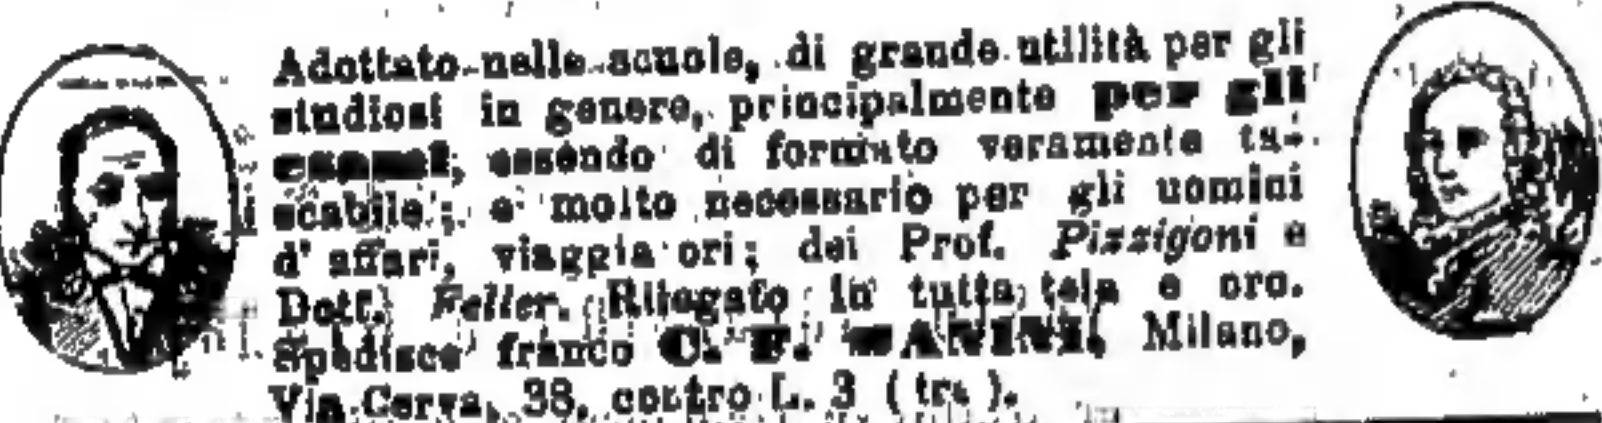 Adottato nelle scuole, di grande utilità per gli
studiosi in genere, principalmente per gli
esami, essendo di formato veramente ta-
scabile; e molto necessario per gli uomini
d'affari, viaggiatori; dei Prof. Pissigoni e
Dott. Feller. Rilegato in tutta tela e oro.
Spedisce franco C. F. MANINI, Milano,
Via Cerva, 38, contro L. 3 (tre).